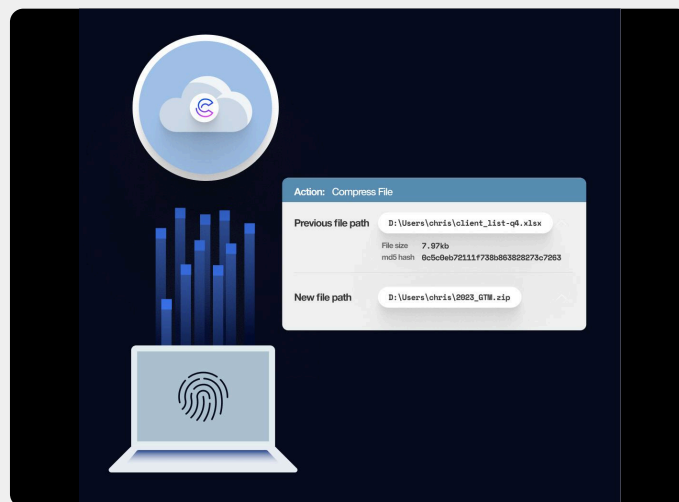 Action: Compress File
Previous file path D:\Users\chris\client_list-q4.xlsx
File size 7.97kb
md5 hash 0c5c0eb72111f738b863828273c7263
New file path D:\Users\chris\2023_GTM.zip